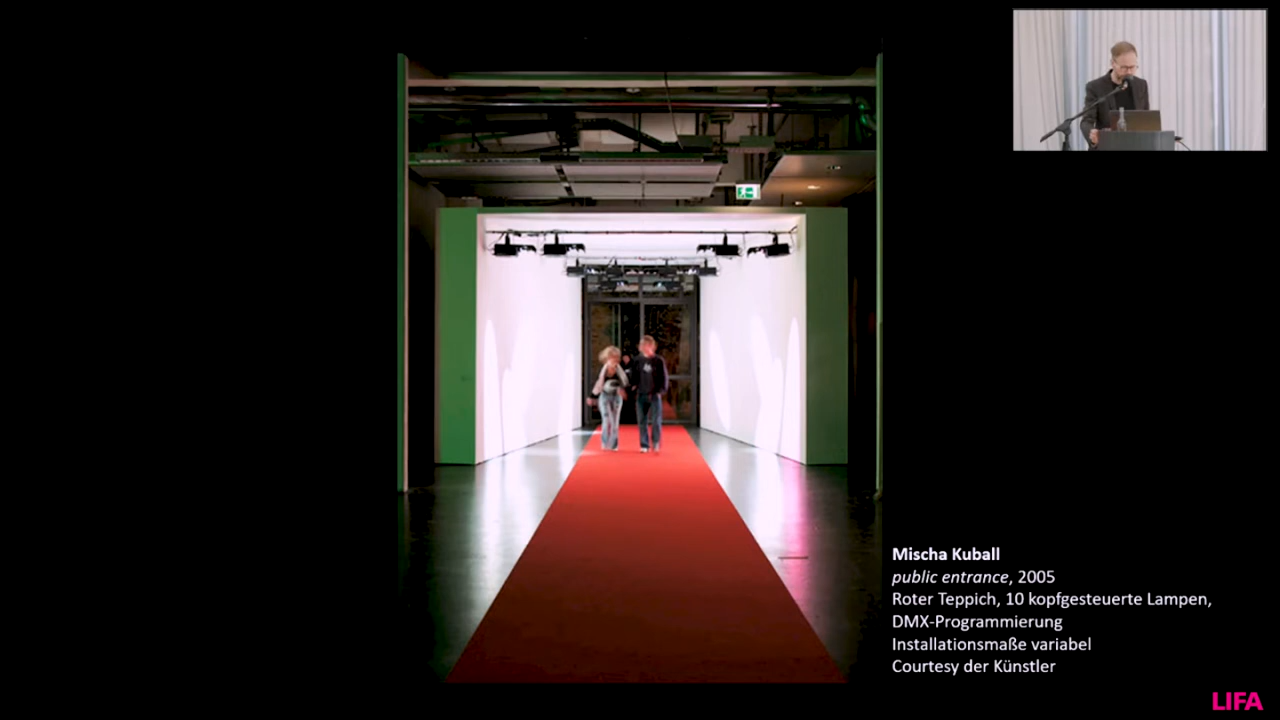 Mischa Kuball
public entrance, 2005
Roter Teppich, 10 kopfgesteuerte Lampen,
DMX-Programmierung
Installationsmaße variabel
Courtesy der Künstler
LIFA